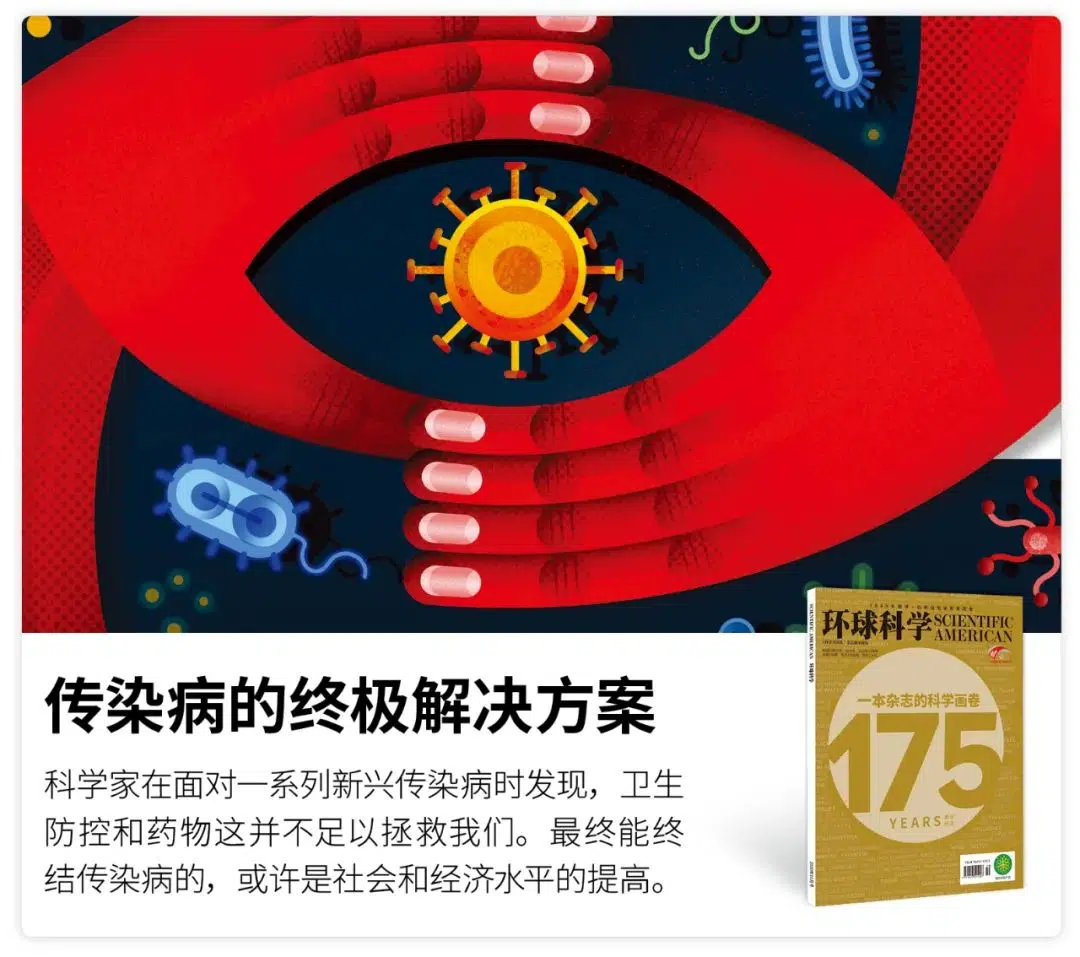 传染病的终极解决方案
科学家在面对一系列新兴传染病时发现，卫生
防控和药物这并不足以拯救我们。最终能终
结传染病的，或许是社会和经济水平的提高。
环球科学 SCIENTIFIC
AMERICAN
一本杂志的科学画卷
175
YEARS